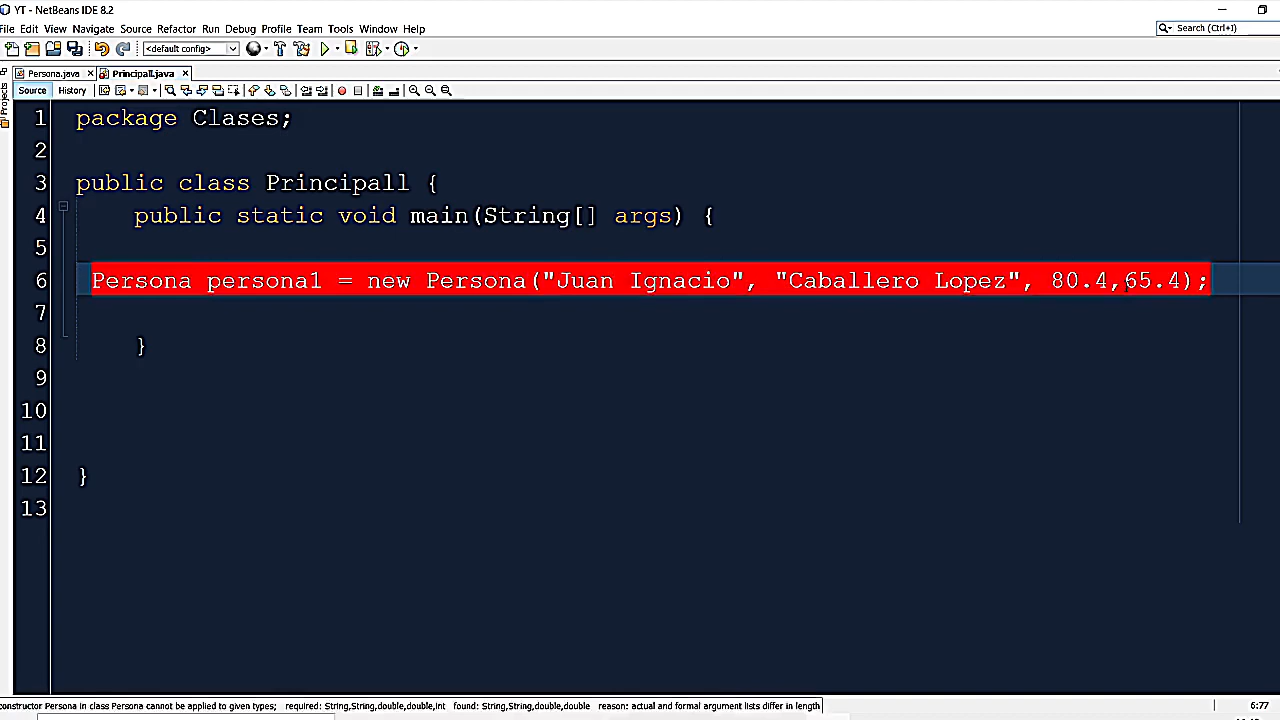 YT - NetBeans IDE 8.2
File Edit View Navigate Source Refactor Run Debug Profile Team Tools Window Help
<default config>
Search (Ctrl+I)
Persona.java
Principall.java
Projects
Source History
1 package Clases;
2
3 public class Principall {
4 public static void main(String[] args) {
5
6 Persona persona1 = new Persona("Juan Ignacio", "Caballero Lopez", 80.4,65.4);
7
8 }
9
10
11
12 }
13
constructor Persona in class Persona cannot be applied to given types; required: String,String,double,double,int found: String,String,double,double reason: actual and formal argument lists differ in length
6:77